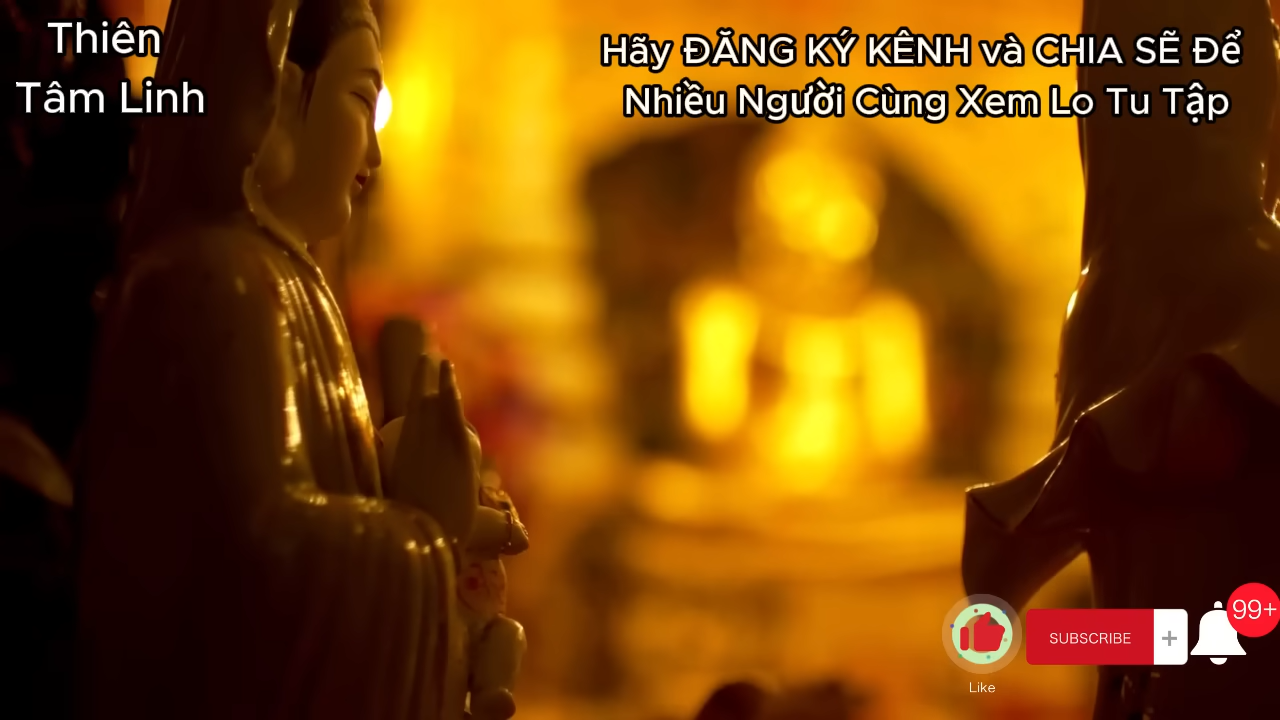 Thiên
Tâm Linh
Hãy ĐĂNG KÝ KÊNH và CHIA SẼ Để
Nhiều Người Cùng Xem Lo Tu Tập
99+
SUBSCRIBE +
Like